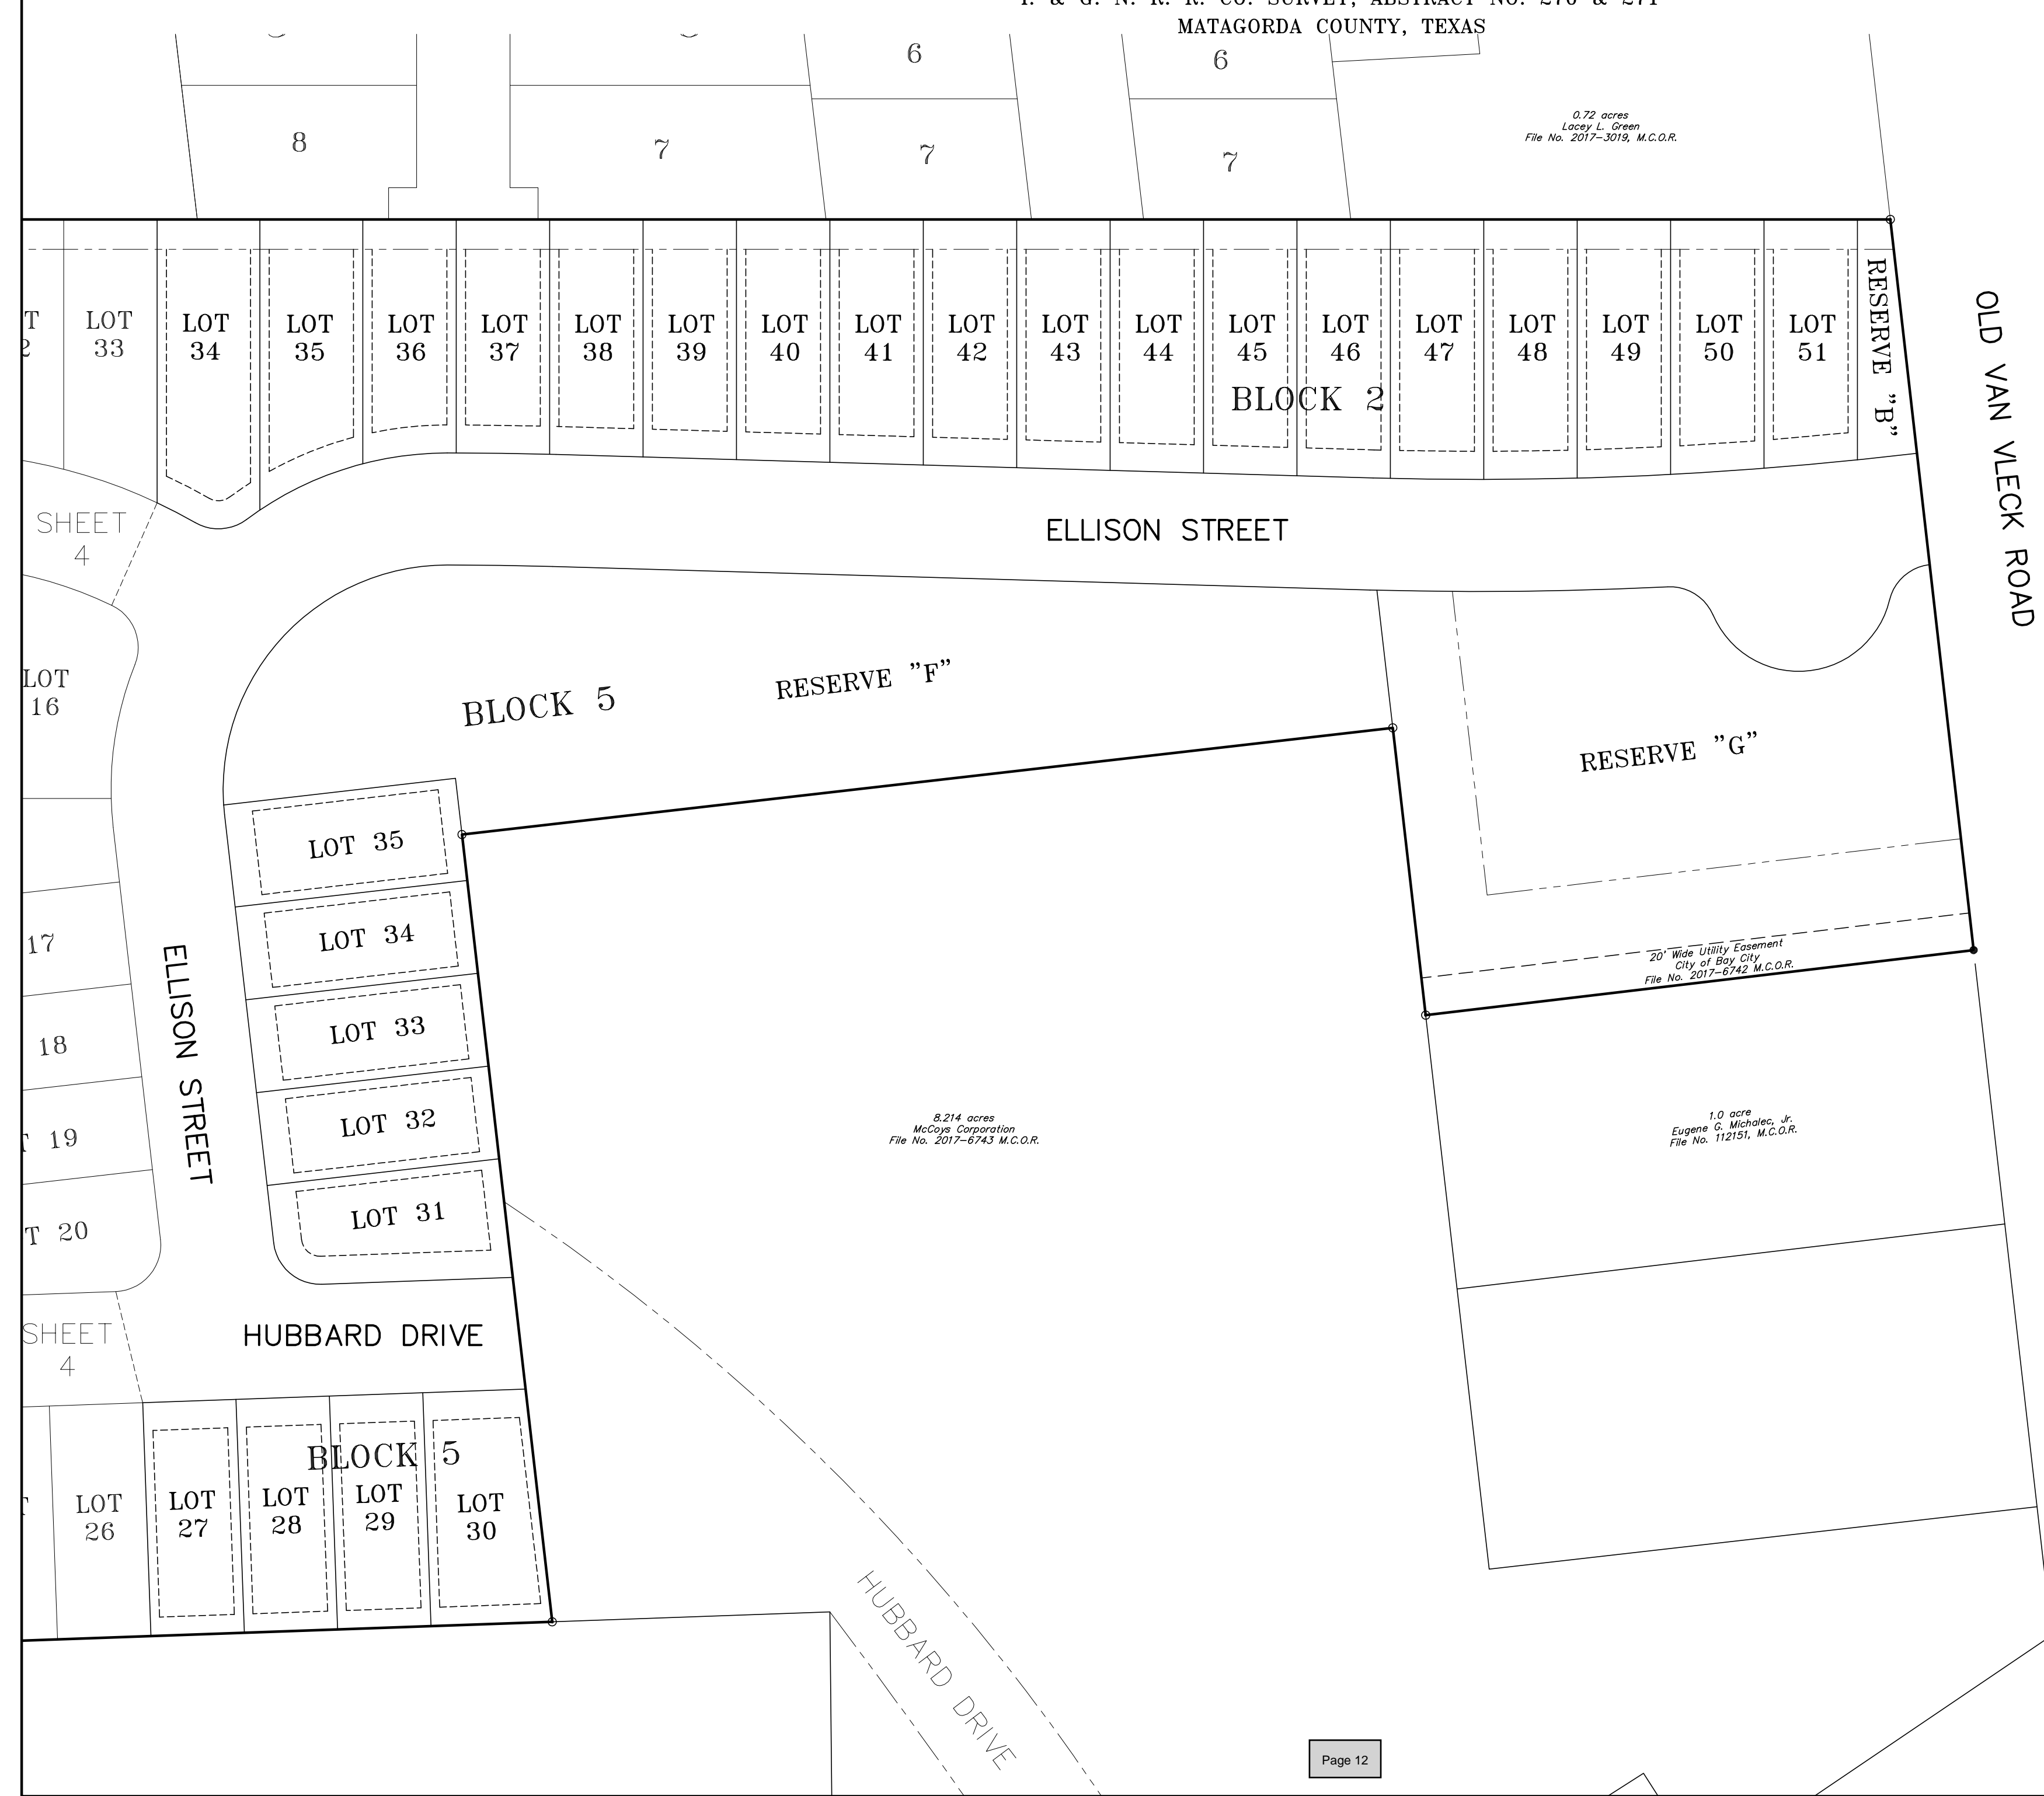 MATAGORDA COUNTY, TEXAS
6
6
8
7
7
7
0.72 acres
Lacey L. Green
File No. 2017-3019, M.C.O.R.
LOT
33
LOT
34
LOT
35
LOT
36
LOT
37
LOT
38
LOT
39
LOT
40
LOT
41
LOT
42
LOT
43
LOT
44
LOT
45
LOT
46
LOT
47
LOT
48
LOT
49
LOT
50
LOT
51
RESERVE "B"
BLOCK 2
OLD VAN VLECK ROAD
SHEET
4
ELLISON STREET
LOT
16
BLOCK 5
RESERVE "F"
RESERVE "G"
LOT 35
LOT 34
LOT 33
LOT 32
LOT 31
17
18
19
T 20
ELLISON STREET
20' Wide Utility Easement
City of Bay City
File No. 2017-6742 M.C.O.R.
8.214 acres
McCoys Corporation
File No. 2017-6743 M.C.O.R.
1.0 acre
Eugene G. Michalec, Jr.
File No. 112151, M.C.O.R.
SHEET
4
HUBBARD DRIVE
BLOCK 5
LOT
26
LOT
27
LOT
28
LOT
29
LOT
30
HUBBARD DRIVE
Page 12